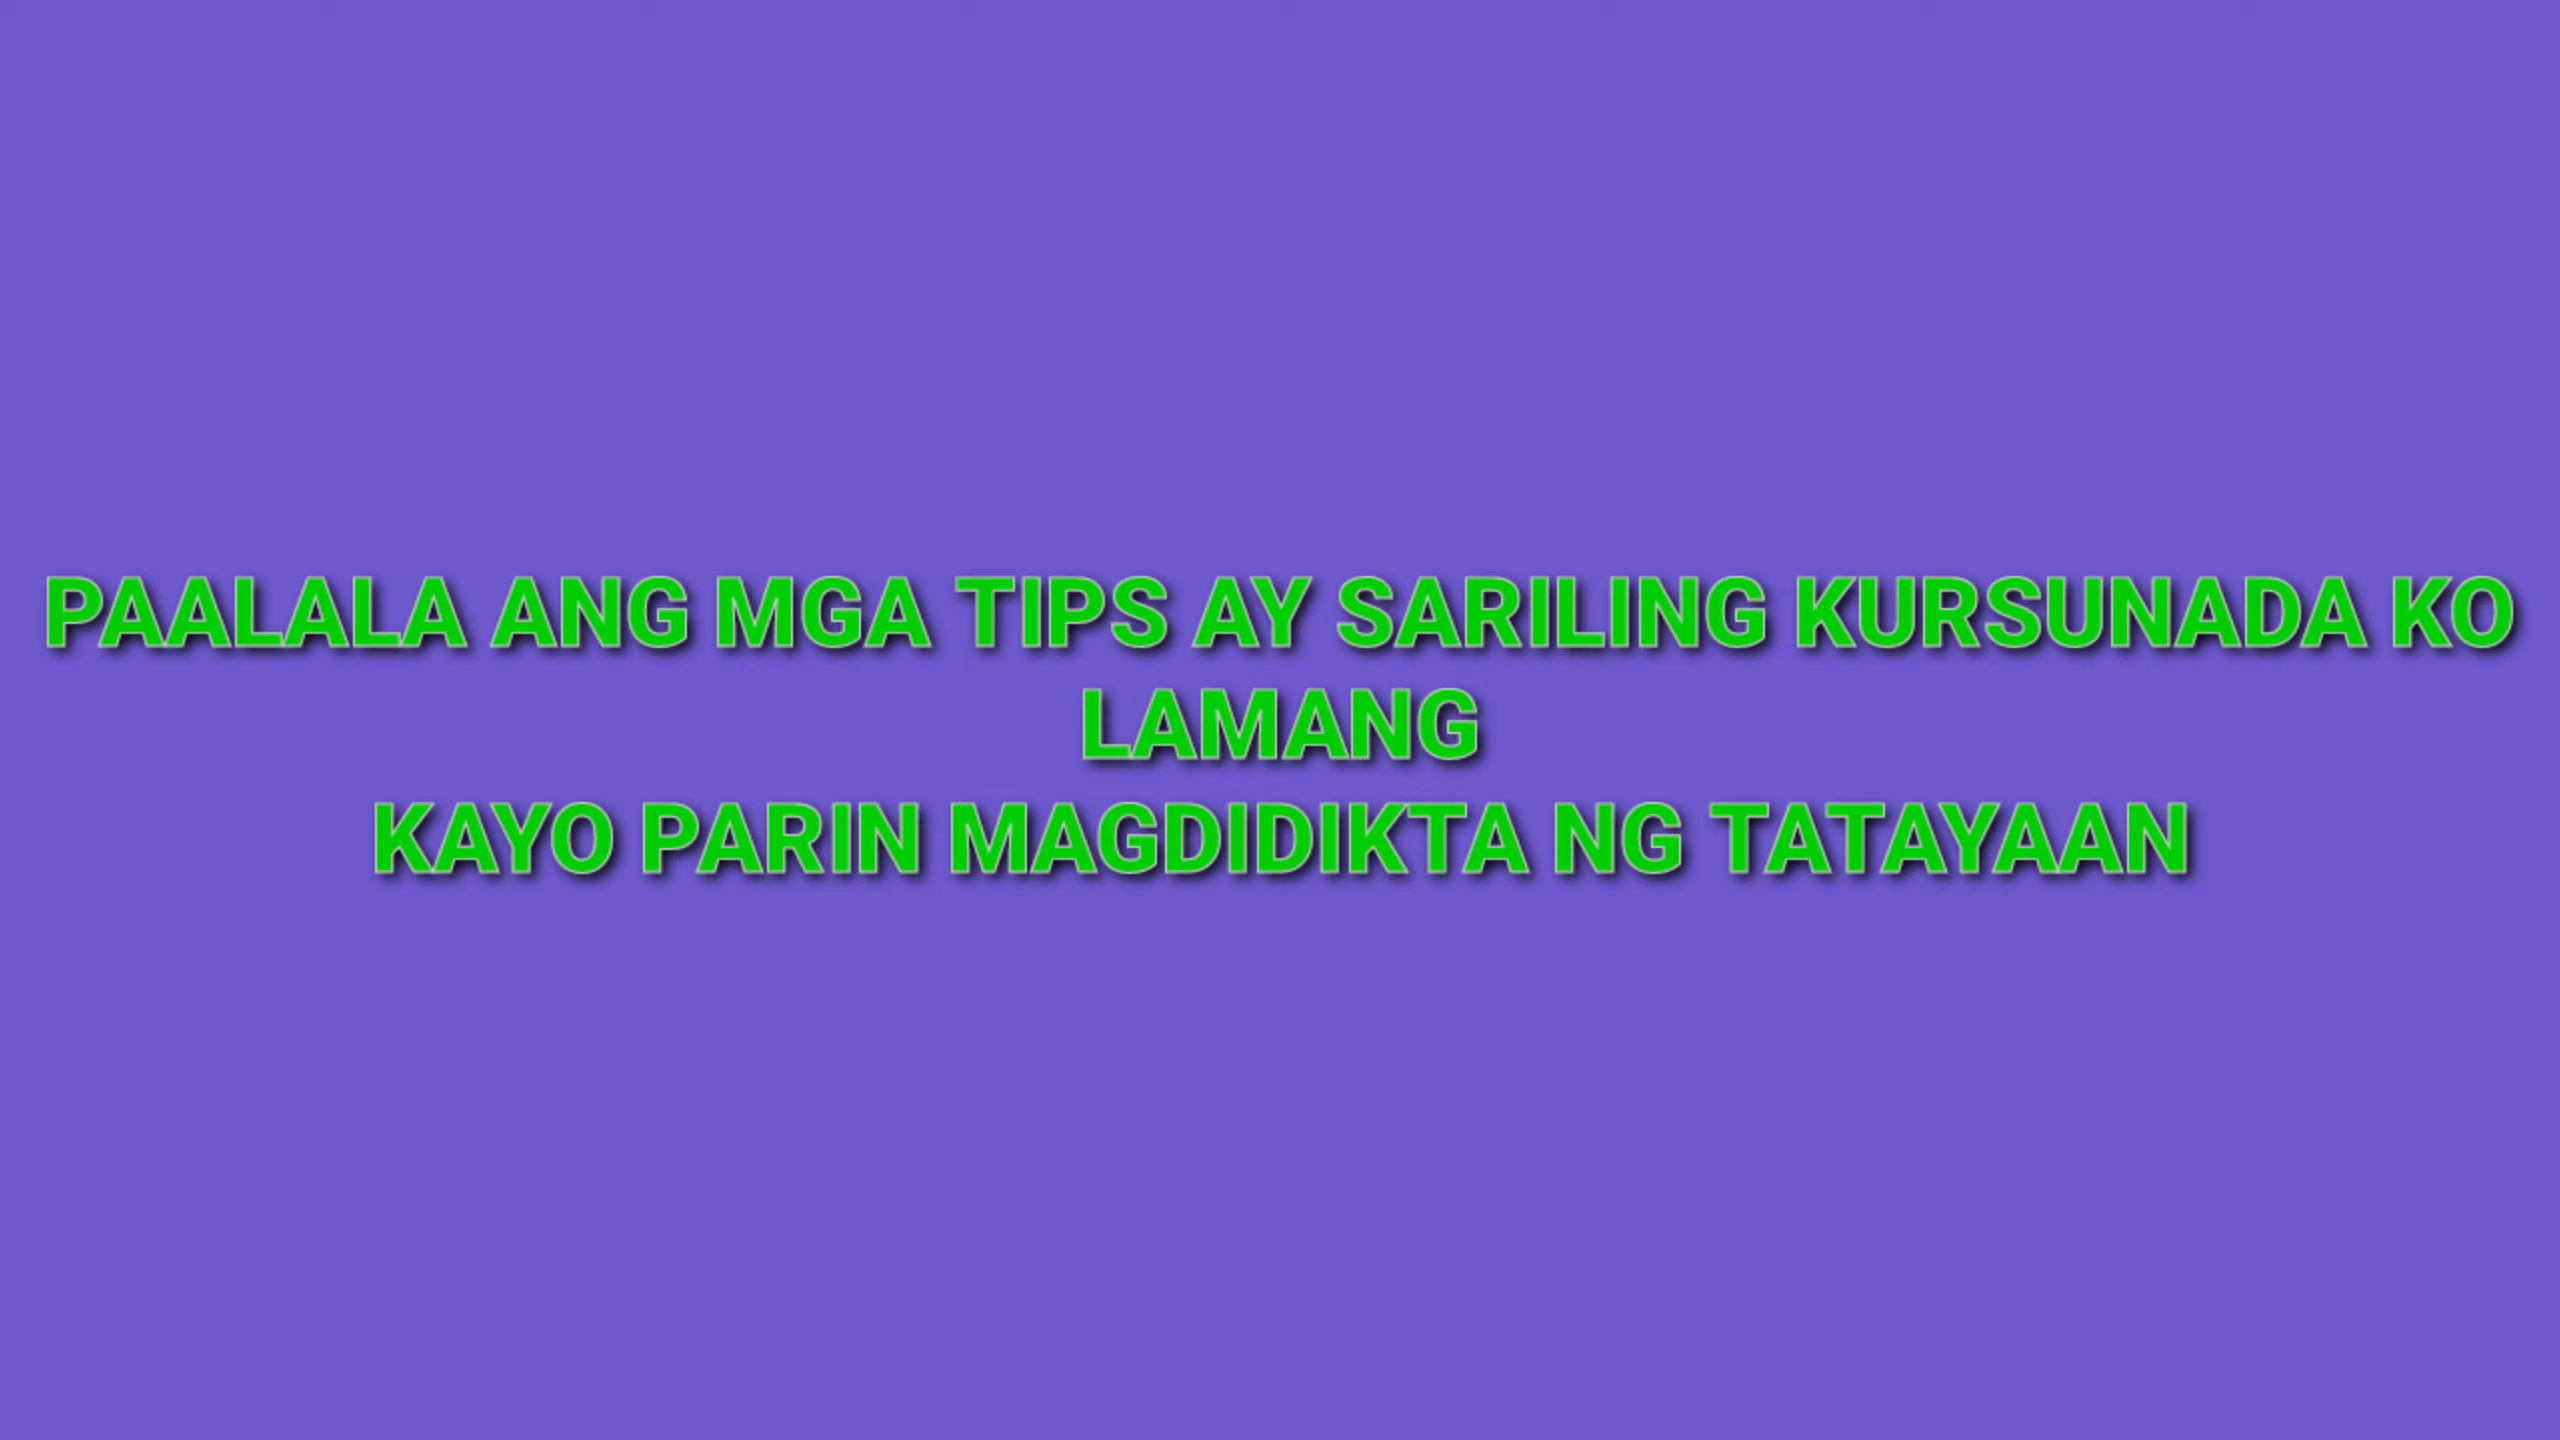 PAALALA ANG MGA TIPS AY SARILING KURSUNADA KO
LAMANG
KAYO PARIN MAGDIDIKTA NG TATAYAAN